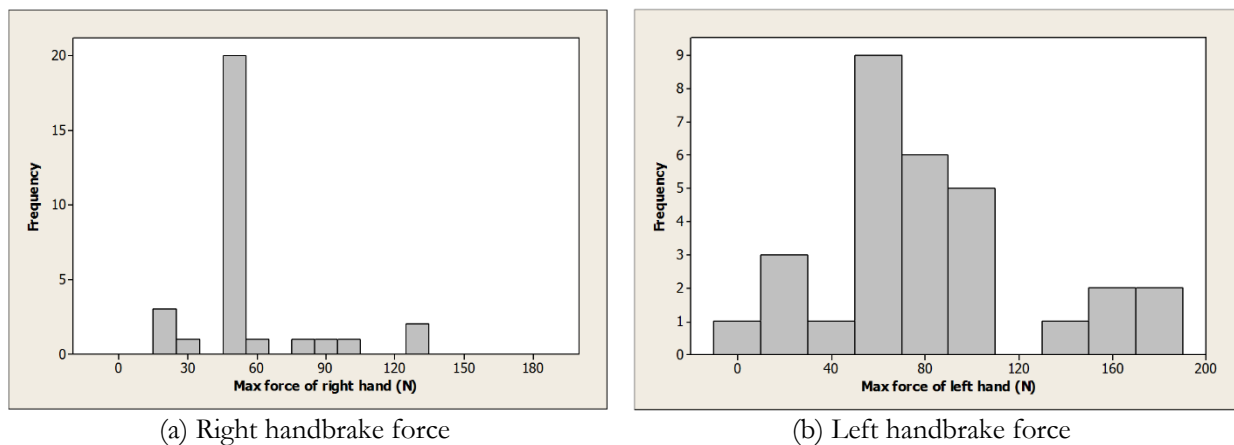 20
15
10
5
0
Frequency
0 30 60 90 120 150 180
Max force of right hand (N)
(a) Right handbrake force
9
8
7
6
5
4
3
2
1
0
Frequency
0 40 80 120 160 200
Max force of left hand (N)
(b) Left handbrake force